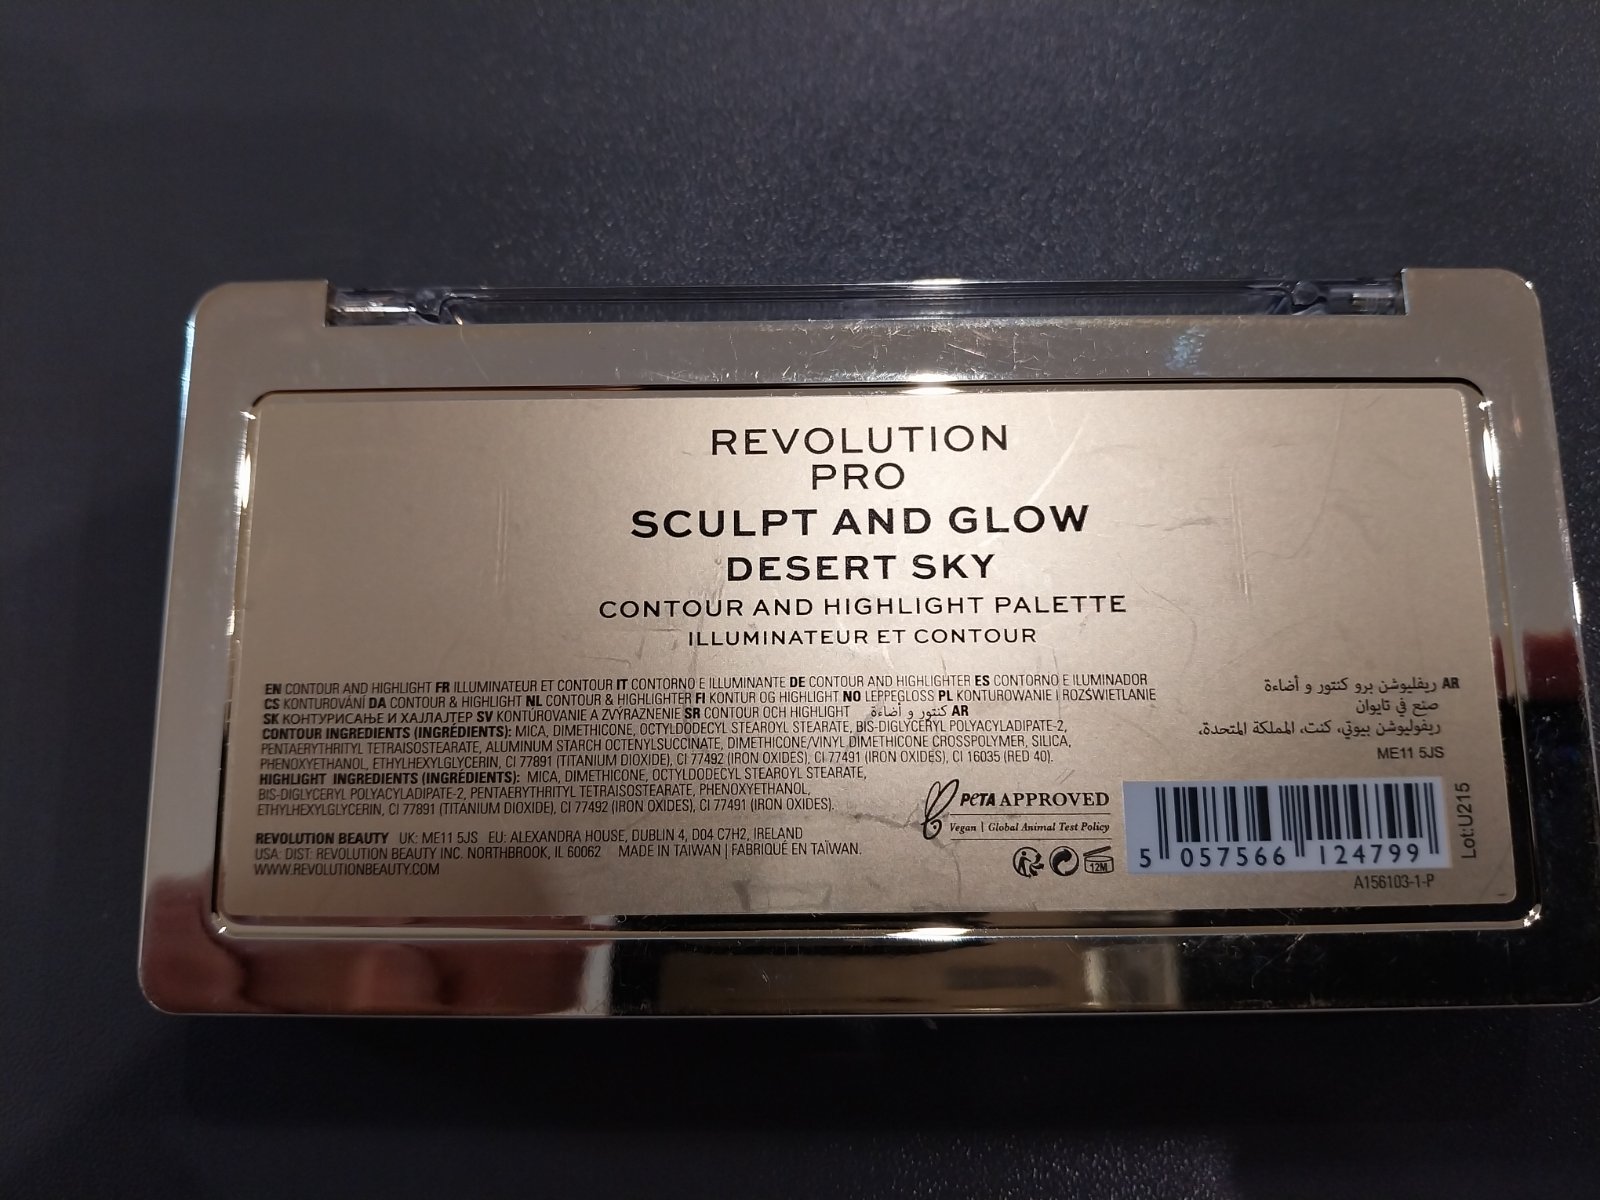 REVOLUTION
PRO
SCULPT AND GLOW
DESERT SKY
CONTOUR AND HIGHLIGHT PALETTE
ILLUMINATEUR ET CONTOUR
EN CONTOUR AND HIGHLIGHT FR ILLUMINATEUR ET CONTOUR IT CONTORNO E ILLUMINANTE DE CONTOUR AND HIGHLIGHTER ES CONTORNO E ILUMINADOR
CS KONTUROVÁNÍ DA CONTOUR & HIGHLIGHT NL CONTOUR & HIGHLIGHTER FI KONTUR OG HIGHLIGHT NO LEPPEGLOSS PL KONTUROWANIE I ROZŚWIETLANIE
SK КОНТУРИСАЊЕ И ХАЈЛАЈТЕР SV KONTÚROVANIE A ZVÝRAZNENIE SR CONTOUR OCH HIGHLIGHT كنتور و أضاءة AR
CONTOUR INGREDIENTS (INGRÉDIENTS): MICA, DIMETHICONE, OCTYLDODECYL STEAROYL STEARATE, BIS-DIGLYCERYL POLYACYLADIPATE-2,
PENTAERYTHRITYL TETRAISOSTEARATE, ALUMINUM STARCH OCTENYLSUCCINATE, DIMETHICONE/VINYL DIMETHICONE CROSSPOLYMER, SILICA,
PHENOXYETHANOL, ETHYLHEXYLGLYCERIN, CI 77891 (TITANIUM DIOXIDE), CI 77492 (IRON OXIDES), CI 77491 (IRON OXIDES), CI 16035 (RED 40).
HIGHLIGHT INGREDIENTS (INGRÉDIENTS): MICA, DIMETHICONE, OCTYLDODECYL STEAROYL STEARATE,
BIS-DIGLYCERYL POLYACYLADIPATE-2, PENTAERYTHRITYL TETRAISOSTEARATE, PHENOXYETHANOL,
ETHYLHEXYLGLYCERIN, CI 77891 (TITANIUM DIOXIDE), CI 77492 (IRON OXIDES), CI 77491 (IRON OXIDES).
REVOLUTION BEAUTY UK: ME11 5JS EU: ALEXANDRA HOUSE, DUBLIN 4, D04 C7H2, IRELAND
USA: DIST: REVOLUTION BEAUTY INC. NORTHBROOK, IL 60062 MADE IN TAIWAN | FABRIQUÉ EN TAÏWAN.
WWW.REVOLUTIONBEAUTY.COM
AR ريفليوشن برو كنتور و أضاءة
صنع في تايوان
ريفوليوشن بيوتي، كنت، المملكة المتحدة،
ME11 5JS
PETA APPROVED
Vegan | Global Animal Test Policy
12M
5 057566 124799
A156103-1-P
Lot:U215